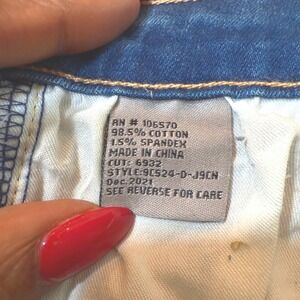 RN # 106570
98.5% COTTON
1.5% SPANDEX
MADE IN CHINA
CUT: 6932
STYLE:9C524-D-J9CN
Dec.2021
SEE REVERSE FOR CARE